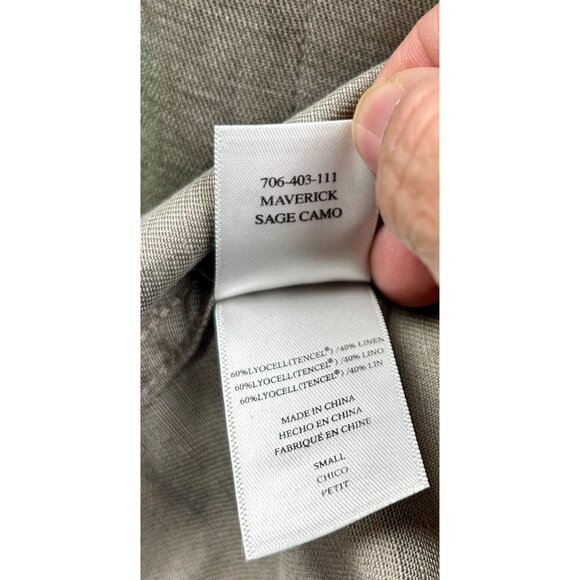 706-403-111
MAVERICK
SAGE CAMO
60%LYOCELL(TENCEL®)/40% LINEN
60%LYOCELL(TENCEL®)/40% LINO
60%LYOCELL(TENCEL®)/40% LIN
MADE IN CHINA
HECHO EN CHINA
FABRIQUÉ EN CHINE
SMALL
CHICO
PETIT